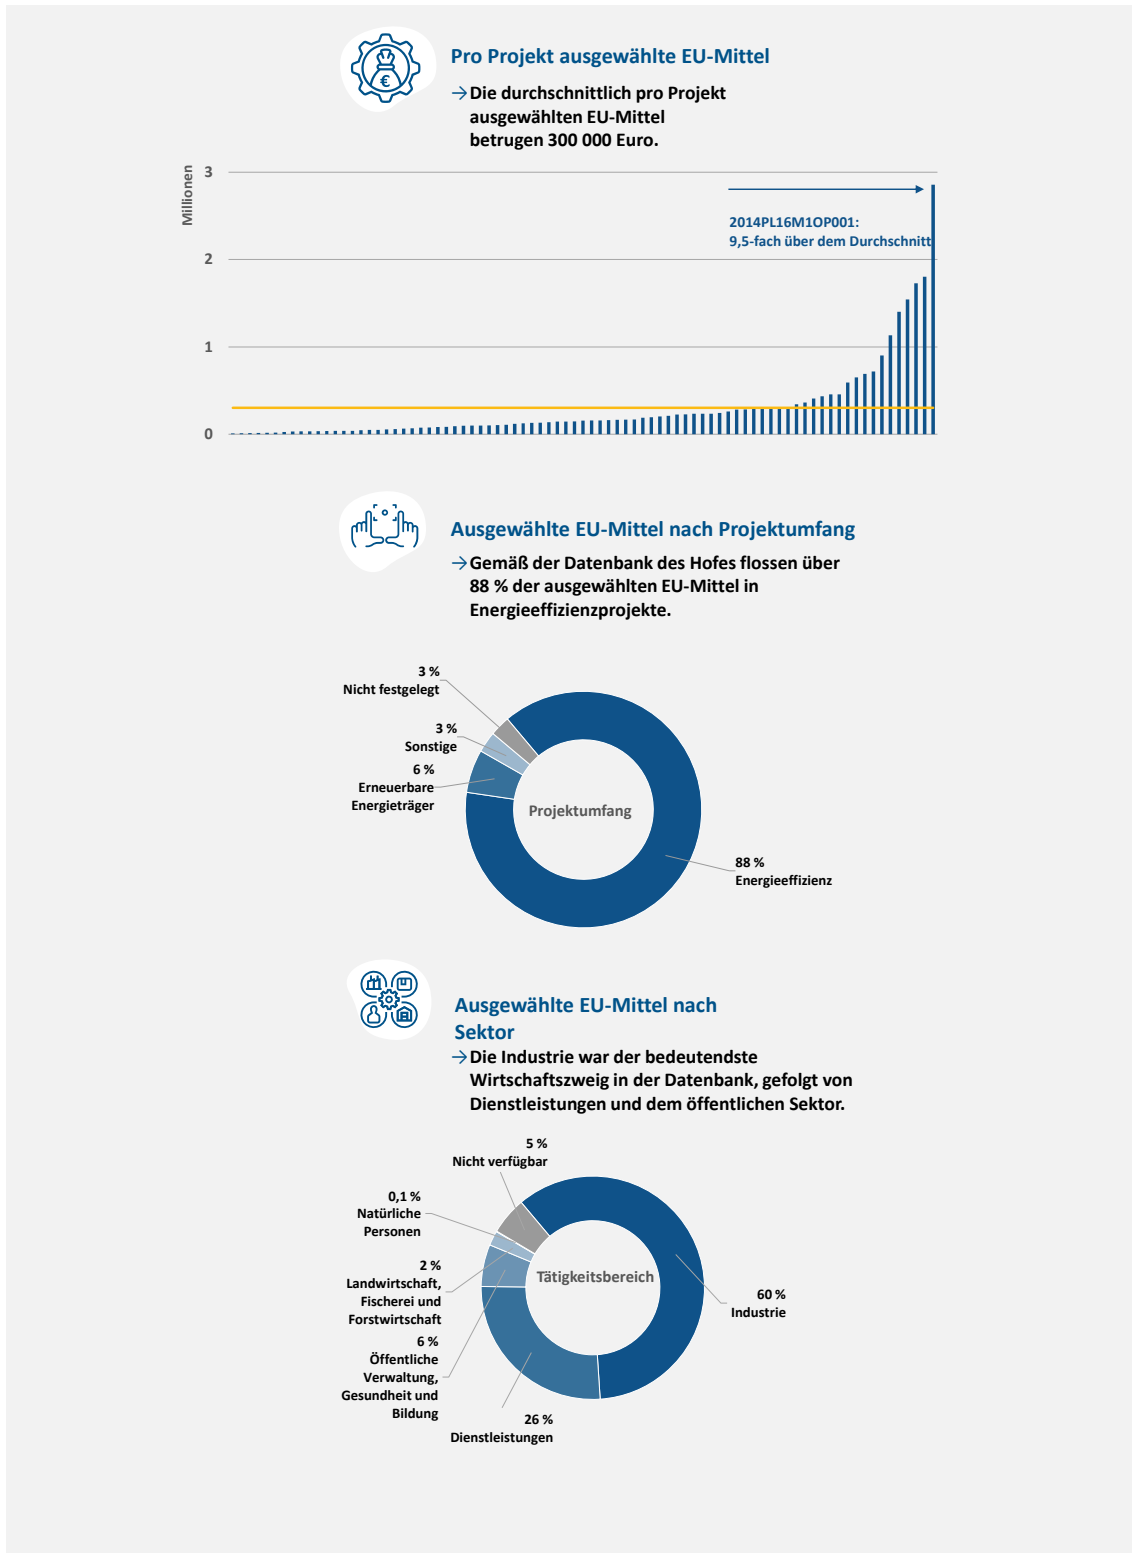 €
Pro Projekt ausgewählte EU-Mittel
→Die durchschnittlich pro Projekt
ausgewählten EU-Mittel
betrugen 300 000 Euro.
Millionen
3
2014PL16M1OP001:
9,5-fach über dem Durchschnitt
2
1
0
Ausgewählte EU-Mittel nach Projektumfang
→Gemäß der Datenbank des Hofes flossen über
88 % der ausgewählten EU-Mittel in
Energieeffizienzprojekte.
3 %
Nicht festgelegt
3 %
Sonstige
6 %
Erneuerbare
Energieträger
Projektumfang
88 %
Energieeffizienz
Ausgewählte EU-Mittel nach
Sektor
→Die Industrie war der bedeutendste
Wirtschaftszweig in der Datenbank, gefolgt von
Dienstleistungen und dem öffentlichen Sektor.
5 %
Nicht verfügbar
0,1 %
Natürliche
Personen
2 %
Landwirtschaft,
Fischerei und
Forstwirtschaft
6 %
Öffentliche
Verwaltung,
Gesundheit und
Bildung
26 %
Dienstleistungen
Tätigkeitsbereich
60 %
Industrie